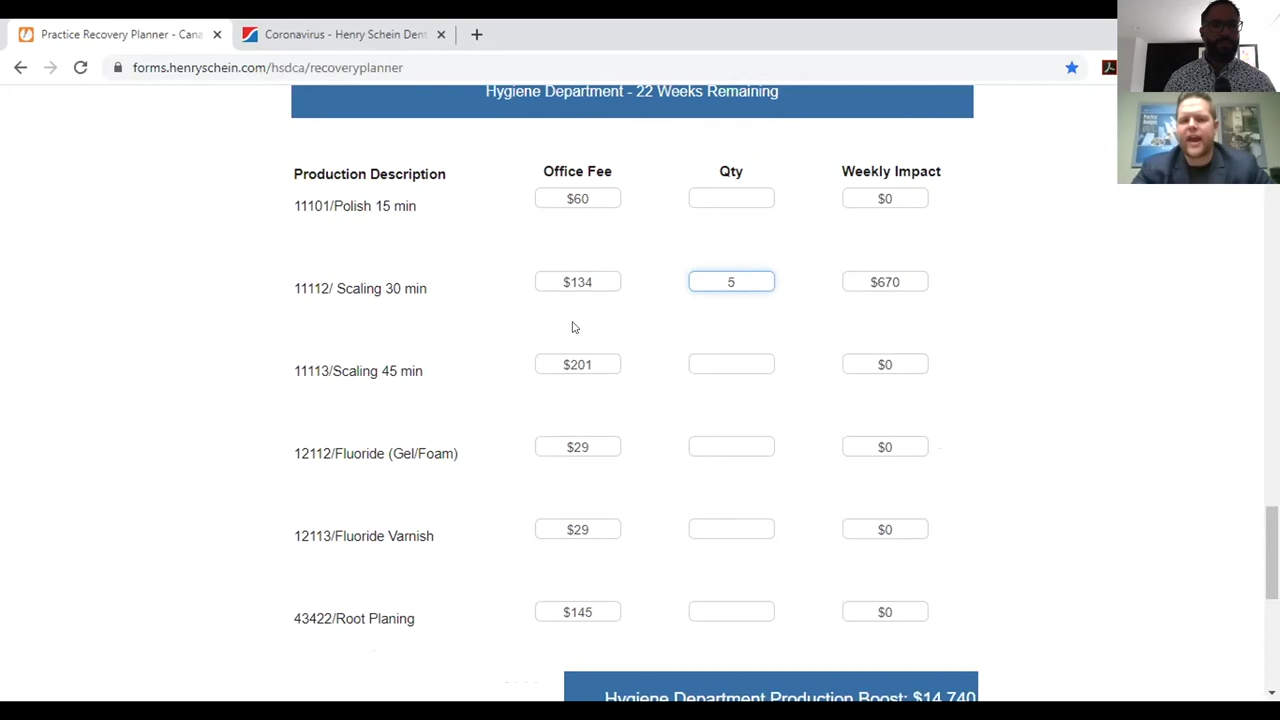 Practice Recovery Planner - Cana
Coronavirus - Henry Schein Dent
forms.henryschein.com/hsdca/recoveryplanner
Hygiene Department - 22 Weeks Remaining
Production Description Office Fee Qty Weekly Impact
11101/Polish 15 min $60 $0
11112/ Scaling 30 min $134 5 $670
11113/Scaling 45 min $201 $0
12112/Fluoride (Gel/Foam) $29 $0
12113/Fluoride Varnish $29 $0
43422/Root Planing $145 $0
Hygiene Department Production Boost: $14,740